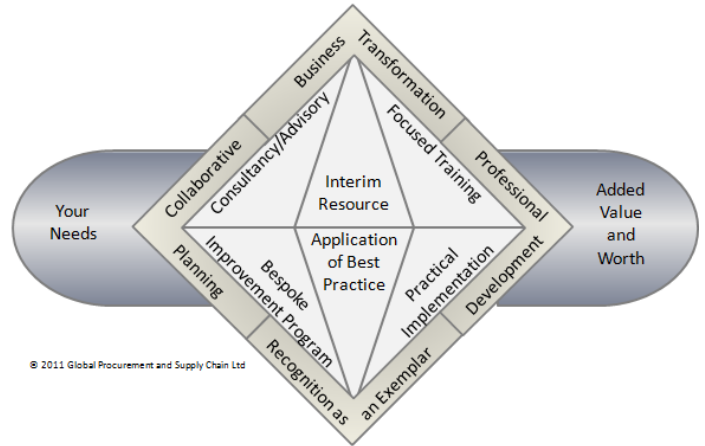 Business
Transformation
Collaborative
Consultancy/Advisory
Focused Training
Professional
Your
Needs
Interim
Resource
Added
Value
and
Worth
Planning
Bespoke
Improvement Program
Application
of Best
Practice
Practical
Implementation
Development
Recognition as
an Exemplar
© 2011 Global Procurement and Supply Chain Ltd